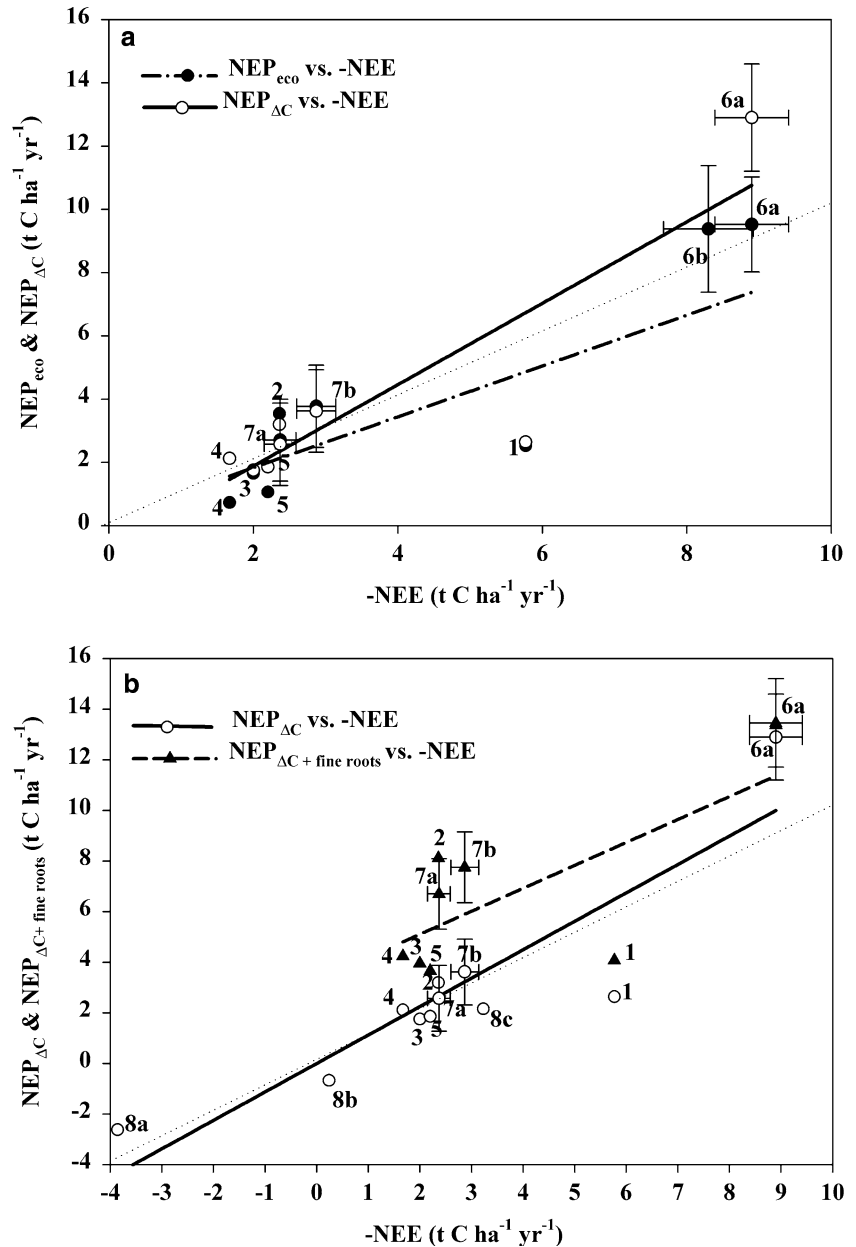 16
a
NEPeco vs. -NEE
14
NEPΔC vs. -NEE
6a
12
10
6a
6b
8
6
4
2
7b
7a
4
2
1
5
3
4
5
0
0
2
4
6
8
10
NEPeco & NEPΔC (t C ha-1 yr-1)
-NEE (t C ha-1 yr-1)
16
b
NEPΔC vs. -NEE
14
6a
NEPΔC + fine roots vs. -NEE
6a
12
10
2
7b
8
7a
6
3
4
5
7b
1
4
2
4
7a
8c
1
2
3
5
0
8b
-2
8a
-4
-4
-3
-2
-1
0
1
2
3
4
5
6
7
8
9
10
NEPΔC & NEPΔC+ fine roots (t C ha-1 yr-1)
-NEE (t C ha-1 yr-1)